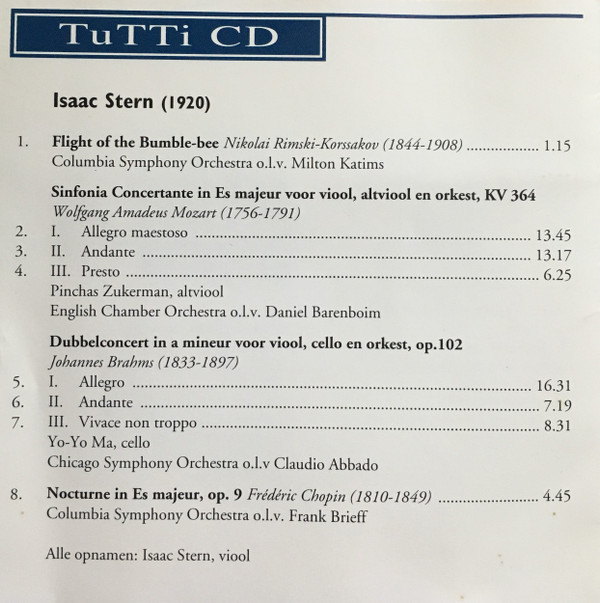 TuTTi CD
Isaac Stern (1920)
1. Flight of the Bumble-bee Nikolai Rimski-Korssakov (1844-1908) .................. 1.15
Columbia Symphony Orchestra o.l.v. Milton Katims
Sinfonia Concertante in Es majeur voor viool, altviool en orkest, KV 364
Wolfgang Amadeus Mozart (1756-1791)
2. I. Allegro maestoso .................. 13.45
3. II. Andante .................. 13.17
4. III. Presto .................. 6.25
Pinchas Zukerman, altviool
English Chamber Orchestra o.l.v. Daniel Barenboim
Dubbelconcert in a mineur voor viool, cello en orkest, op.102
Johannes Brahms (1833-1897)
5. I. Allegro .................. 16.31
6. II. Andante .................. 7.19
7. III. Vivace non troppo .................. 8.31
Yo-Yo Ma, cello
Chicago Symphony Orchestra o.l.v Claudio Abbado
8. Nocturne in Es majeur, op. 9 Frédéric Chopin (1810-1849) .................. 4.45
Columbia Symphony Orchestra o.l.v. Frank Brieff
Alle opnamen: Isaac Stern, viool